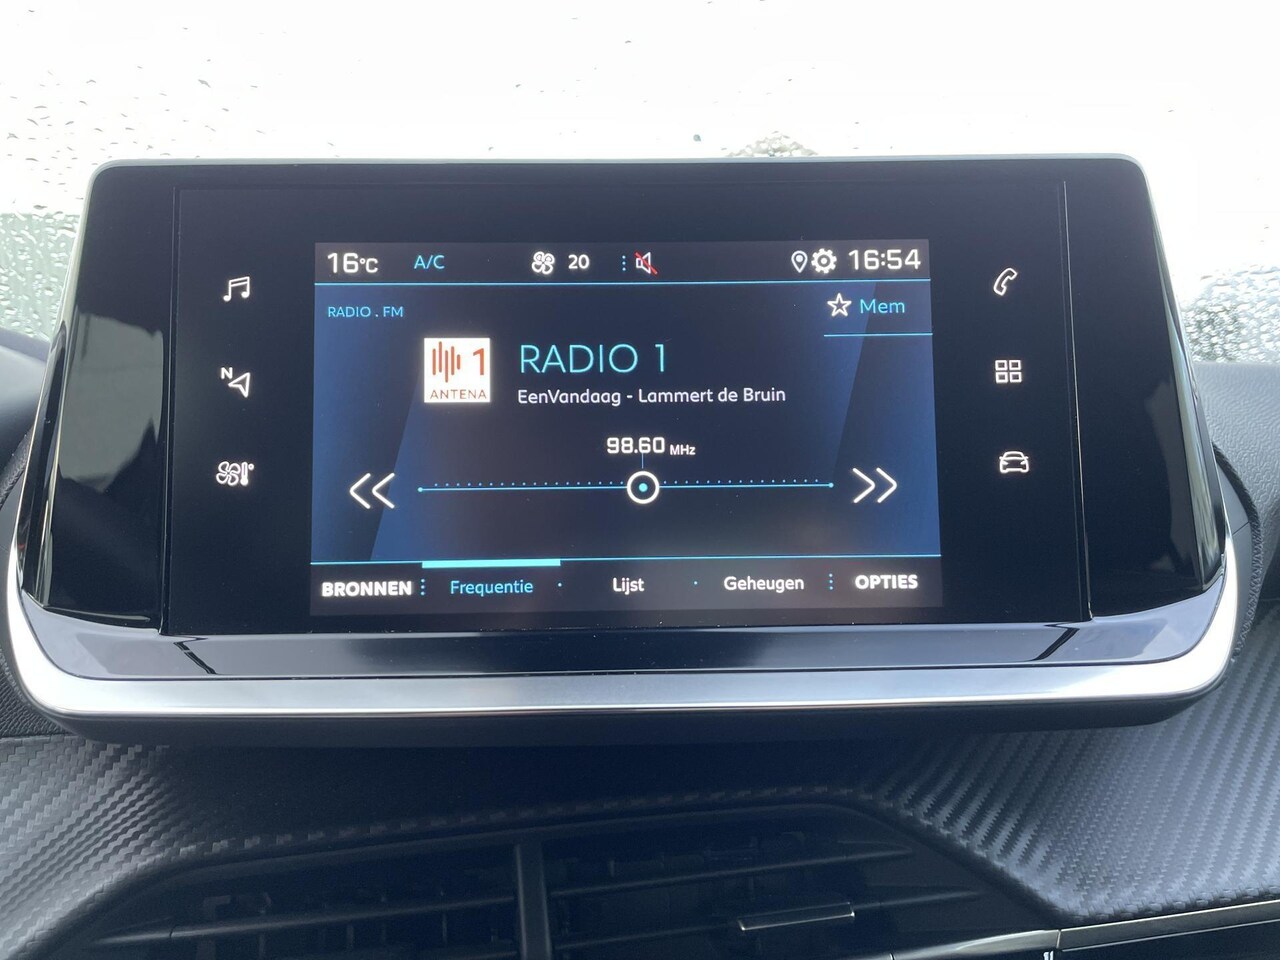 16°C A/C 20 16:54
RADIO . FM
Mem
1
ANTENA
RADIO 1
EenVandaag - Lammert de Bruin
98.60 MHz
N
BRONNEN Frequentie Lijst Geheugen OPTIES